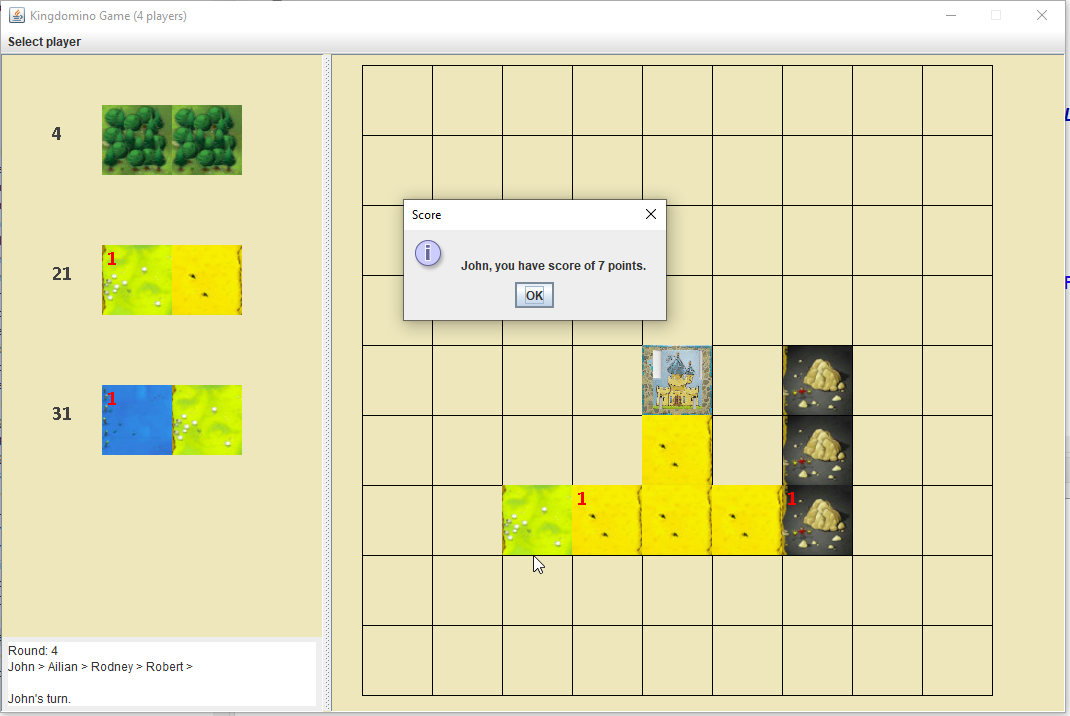 Kingdomino Game (4 players)
Select player
4
1
21
1
31
Score
i
John, you have score of 7 points.
OK
1
1
Round: 4
John > Ailian > Rodney > Robert >
John's turn.